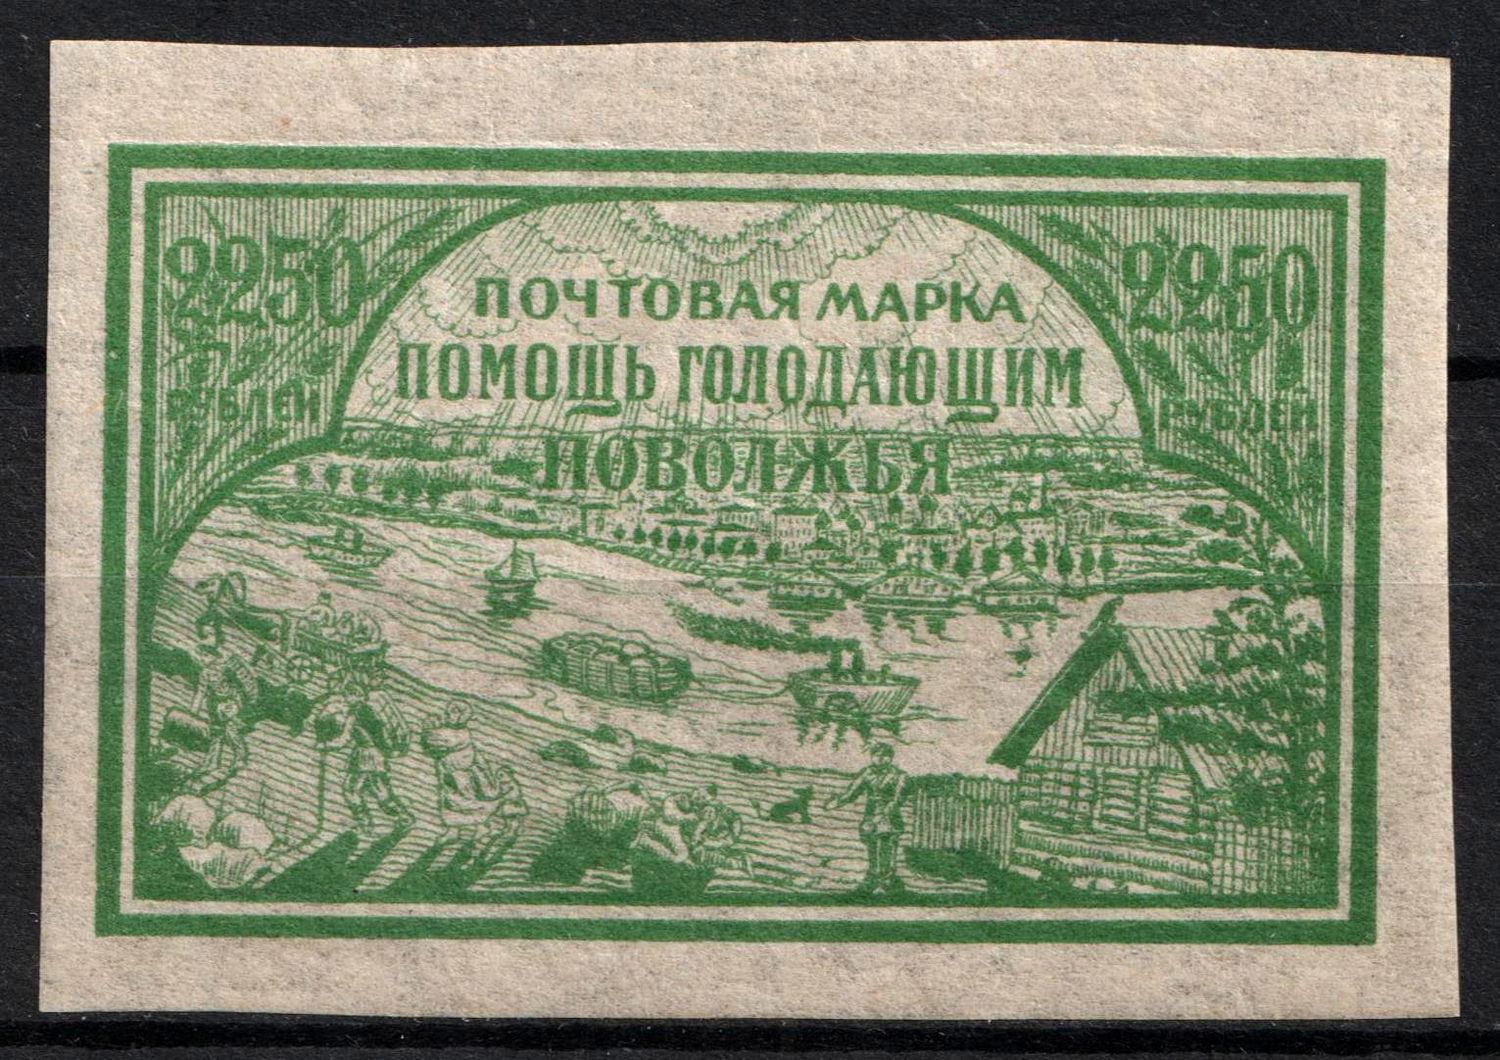 2250
РУБЛЕЙ
ПОЧТОВАЯ МАРКА
ПОМОЩЬ ГОЛОДАЮЩИМ
ПОВОЛЖЬЯ
2250
РУБЛЕЙ